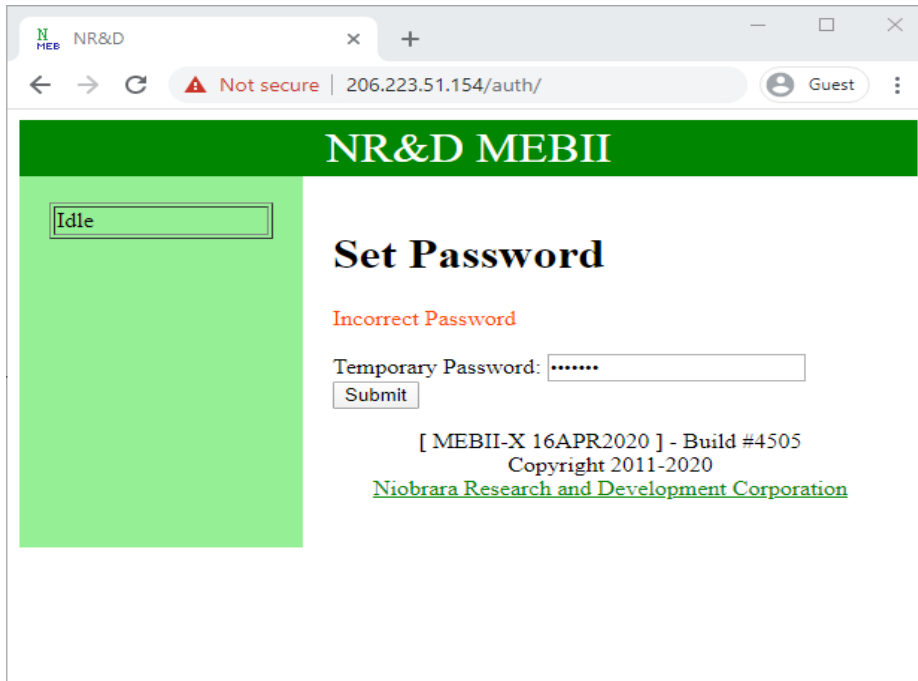 N
MEB
NR&D
Not secure
206.223.51.154/auth/
Guest
NR&D MEBII
Idle
Set Password
Incorrect Password
Temporary Password: •••••••
Submit
[ MEBII-X 16APR2020 ] - Build #4505
Copyright 2011-2020
Niobrara Research and Development Corporation